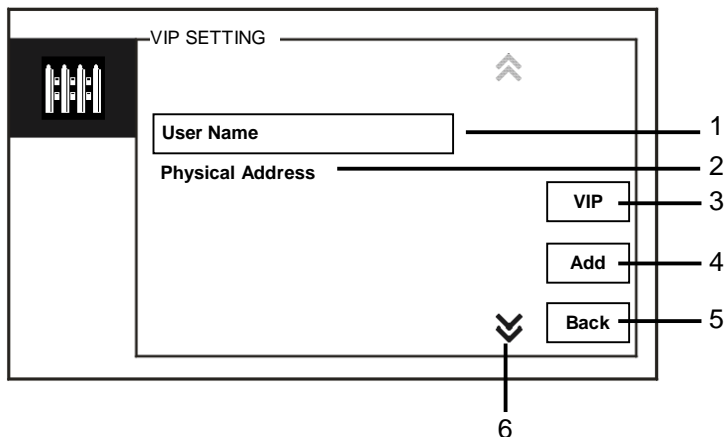 VIP SETTING
User Name
1
Physical Address
2
VIP
3
Add
4
Back
5
6